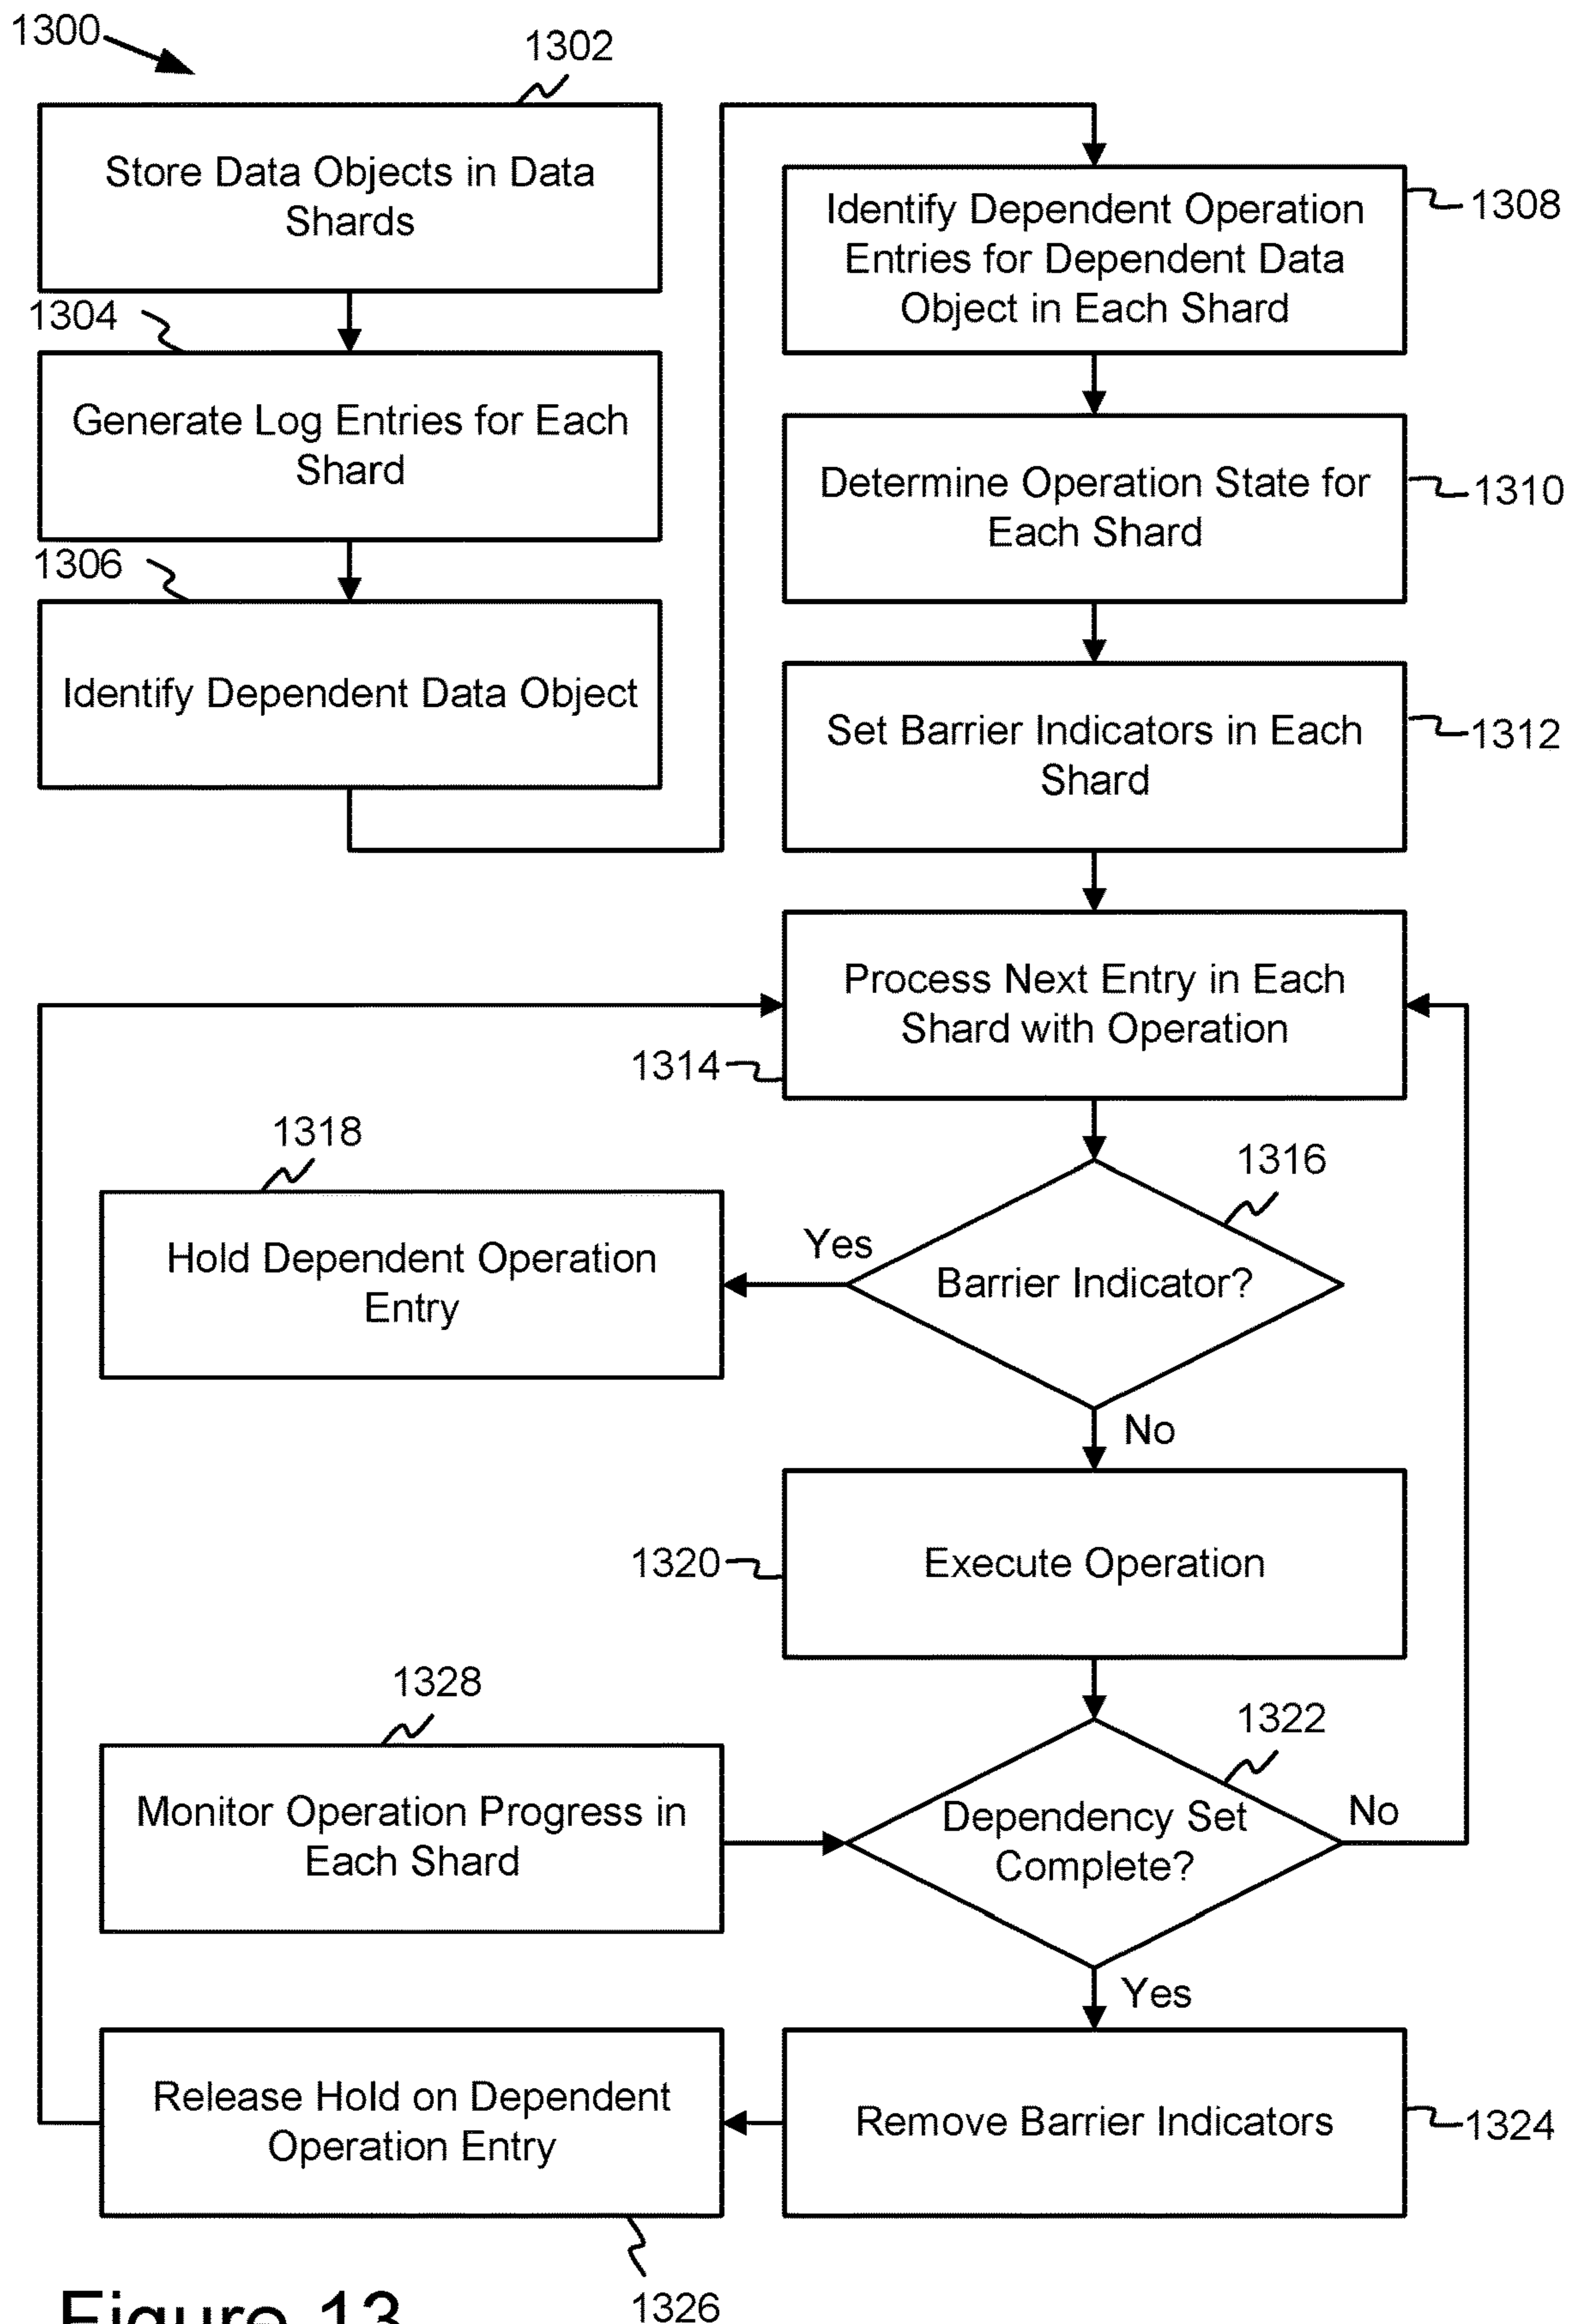 1300
1302
Store Data Objects in Data
Shards
1304
Generate Log Entries for Each
Shard
1306
Identify Dependent Data Object
Identify Dependent Operation
Entries for Dependent Data
Object in Each Shard
1308
Determine Operation State for
Each Shard
1310
Set Barrier Indicators in Each
Shard
1312
Process Next Entry in Each
Shard with Operation
1314
1316
Barrier Indicator?
Yes
1318
Hold Dependent Operation
Entry
No
Execute Operation
1320
1322
Dependency Set
Complete?
No
1328
Monitor Operation Progress in
Each Shard
Yes
Remove Barrier Indicators
1324
Release Hold on Dependent
Operation Entry
1326
Figure 13